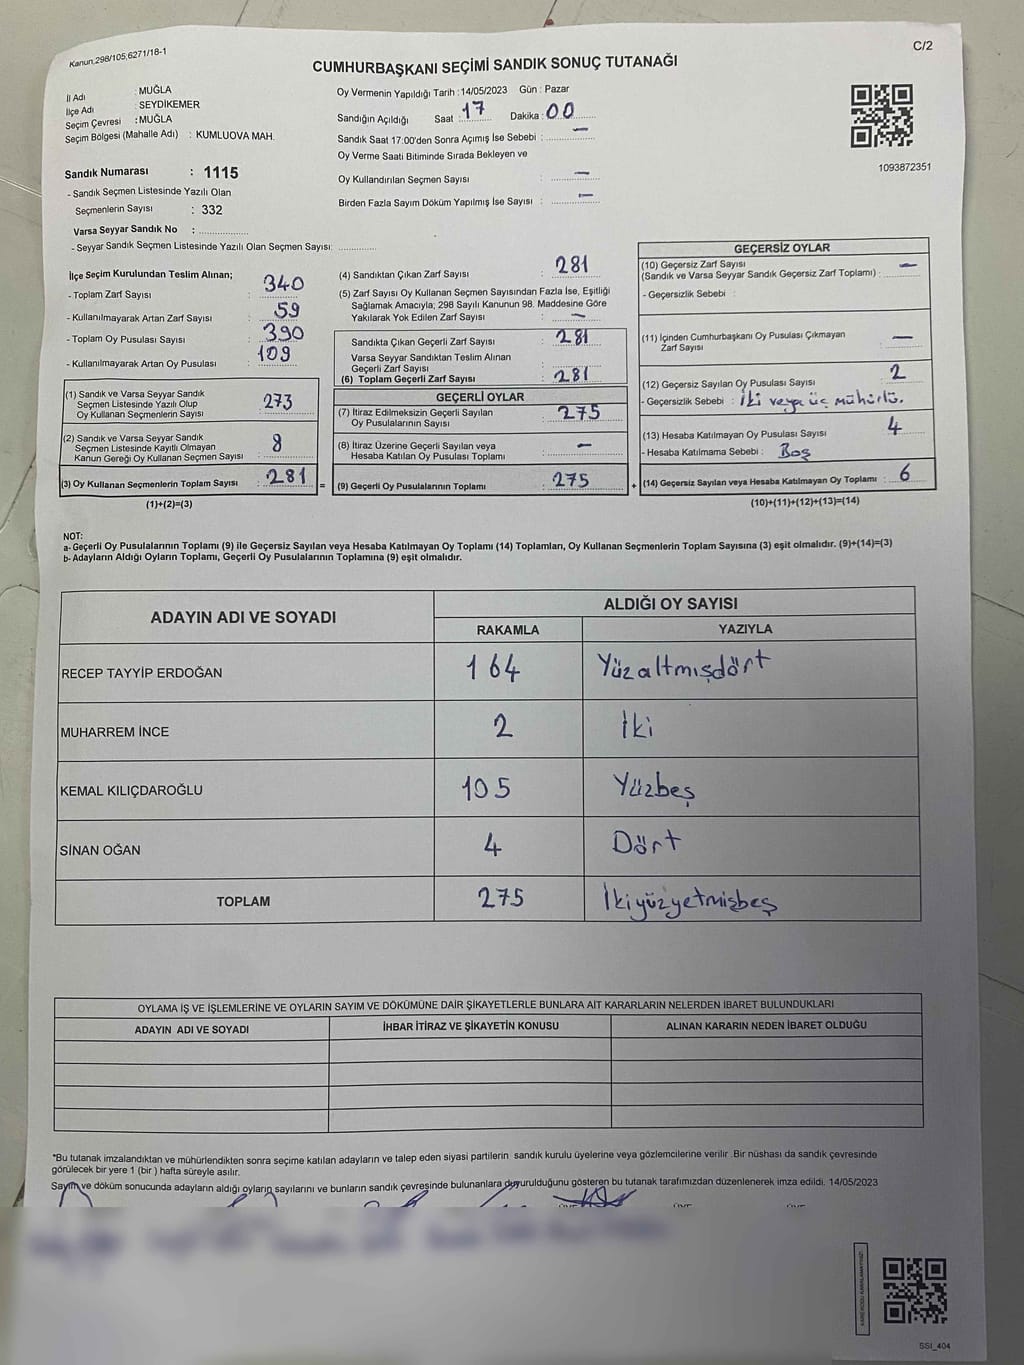 Kanun,298/105;6271/18-1
C/2
CUMHURBAŞKANI SEÇİMİ SANDIK SONUÇ TUTANAĞI
İl Adı : MUĞLA
İlçe Adı : SEYDİKEMER
Seçim Çevresi : MUĞLA
Seçim Bölgesi (Mahalle Adı) : KUMLUOVA MAH.
Oy Vermenin Yapıldığı Tarih : 14/05/2023 Gün : Pazar
Sandığın Açıldığı Saat : 17 Dakika : 00
Sandık Saat 17:00'den Sonra Açımış İse Sebebi : —
Oy Verme Saati Bitiminde Sırada Bekleyen ve
Oy Kullandırılan Seçmen Sayısı : —
Birden Fazla Sayım Döküm Yapılmış İse Sayısı : —
1093872351
Sandık Numarası : 1115
- Sandık Seçmen Listesinde Yazılı Olan
Seçmenlerin Sayısı : 332
Varsa Seyyar Sandık No :
- Seyyar Sandık Seçmen Listesinde Yazılı Olan Seçmen Sayısı:
İlçe Seçim Kurulundan Teslim Alınan;
- Toplam Zarf Sayısı : 340
- Kullanılmayarak Artan Zarf Sayısı : 59
- Toplam Oy Pusulası Sayısı : 390
- Kullanılmayarak Artan Oy Pusulası : 109
(1) Sandık ve Varsa Seyyar Sandık
Seçmen Listesinde Yazılı Olup
Oy Kullanan Seçmenlerin Sayısı : 273
(2) Sandık ve Varsa Seyyar Sandık
Seçmen Listesinde Kayıtlı Olmayan
Kanun Gereği Oy Kullanan Seçmen Sayısı : 8
(3) Oy Kullanan Seçmenlerin Toplam Sayısı : 281
(1)+(2)=(3)
=
(4) Sandıktan Çıkan Zarf Sayısı : 281
(5) Zarf Sayısı Oy Kullanan Seçmen Sayısından Fazla İse, Eşitliği
Sağlamak Amacıyla; 298 Sayılı Kanunun 98. Maddesine Göre
Yakılarak Yok Edilen Zarf Sayısı : —
Sandıkta Çıkan Geçerli Zarf Sayısı : 281
Varsa Seyyar Sandıktan Teslim Alınan
Geçerli Zarf Sayısı :
(6) Toplam Geçerli Zarf Sayısı : 281
GEÇERLİ OYLAR
(7) İtiraz Edilmeksizin Geçerli Sayılan
Oy Pusulalarının Sayısı : 275
(8) İtiraz Üzerine Geçerli Sayılan veya
Hesaba Katılan Oy Pusulası Toplamı : —
(9) Geçerli Oy Pusulalarının Toplamı : 275
+
GEÇERSİZ OYLAR
(10) Geçersiz Zarf Sayısı
(Sandık ve Varsa Seyyar Sandık Geçersiz Zarf Toplamı) : —
- Geçersizlik Sebebi :
(11) İçinden Cumhurbaşkanı Oy Pusulası Çıkmayan
Zarf Sayısı : —
(12) Geçersiz Sayılan Oy Pusulası Sayısı : 2
- Geçersizlik Sebebi : İki veya üç mühürlü.
(13) Hesaba Katılmayan Oy Pusulası Sayısı : 4
- Hesaba Katılmama Sebebi : Boş
(14) Geçersiz Sayılan veya Hesaba Katılmayan Oy Toplamı : 6
(10)+(11)+(12)+(13)=(14)
NOT:
a- Geçerli Oy Pusulalarının Toplamı (9) ile Geçersiz Sayılan veya Hesaba Katılmayan Oy Toplamı (14) Toplamları, Oy Kullanan Seçmenlerin Toplam Sayısına (3) eşit olmalıdır. (9)+(14)=(3)
b- Adayların Aldığı Oyların Toplamı, Geçerli Oy Pusulalarının Toplamına (9) eşit olmalıdır.
ADAYIN ADI VE SOYADI
ALDIĞI OY SAYISI
RAKAMLA YAZIYLA
RECEP TAYYİP ERDOĞAN 164 Yüzaltmışdört
MUHARREM İNCE 2 İki
KEMAL KILIÇDAROĞLU 105 Yüzbeş
SİNAN OĞAN 4 Dört
TOPLAM 275 İkiyüzyetmişbeş
OYLAMA İŞ VE İŞLEMLERİNE VE OYLARIN SAYIM VE DÖKÜMÜNE DAİR ŞİKAYETLERLE BUNLARA AİT KARARLARIN NELERDEN İBARET BULUNDUKLARI
ADAYIN ADI VE SOYADI İHBAR İTİRAZ VE ŞİKAYETİN KONUSU ALINAN KARARIN NEDEN İBARET OLDUĞU
*Bu tutanak imzalandıktan ve mühürlendikten sonra seçime katılan adayların ve talep eden siyasi partilerin sandık kurulu üyelerine veya gözlemcilerine verilir .Bir nüshası da sandık çevresinde
görülecek bir yere 1 (bir ) hafta süreyle asılır.
Sayım ve döküm sonucunda adayların aldığı oyların sayılarını ve bunların sandık çevresinde bulunanlara duyurulduğunu gösteren bu tutanak tarafımızdan düzenlenerek imza edildi. 14/05/2023
SSI_404